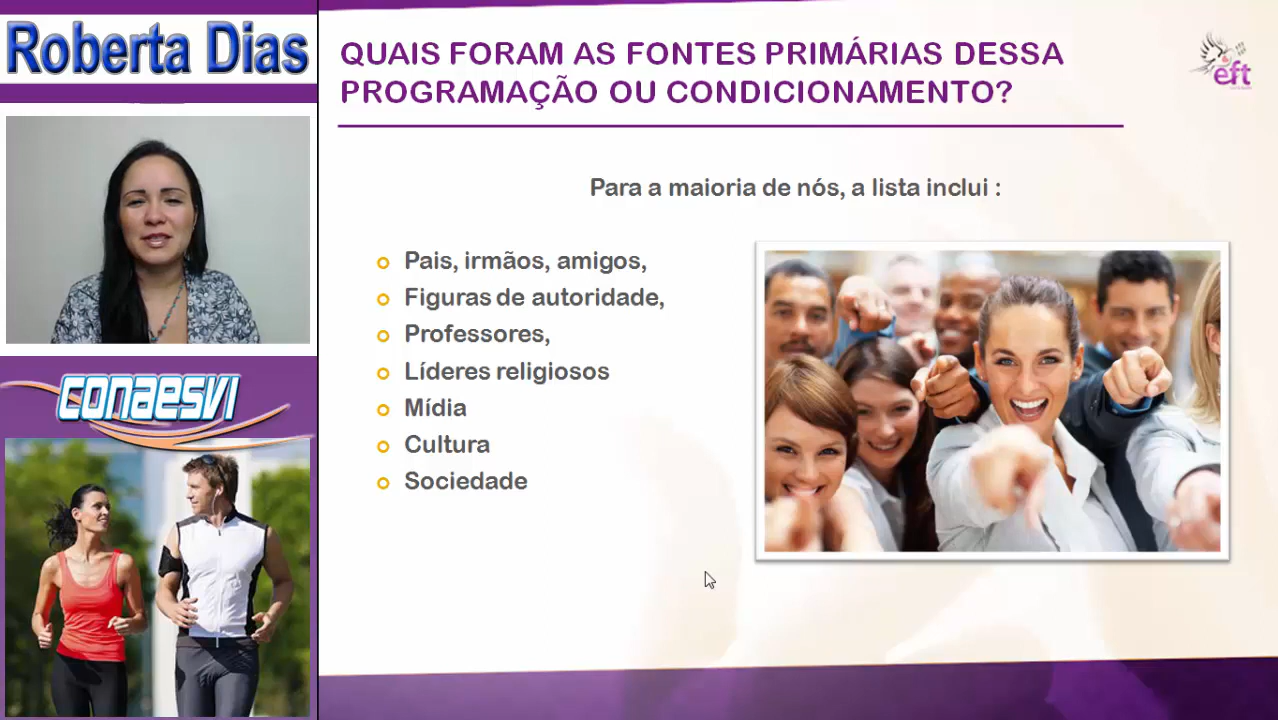 Roberta Dias
QUAIS FORAM AS FONTES PRIMÁRIAS DESSA
PROGRAMAÇÃO OU CONDICIONAMENTO?
eft
Para a maioria de nós, a lista inclui :
Pais, irmãos, amigos,
Figuras de autoridade,
Professores,
Líderes religiosos
Mídia
Cultura
Sociedade
CONAESVI